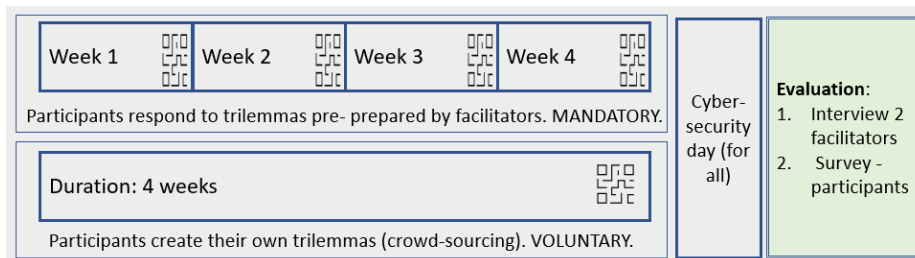 Week 1
Week 2
Week 3
Week 4
Participants respond to trilemmas pre- prepared by facilitators. MANDATORY.
Duration: 4 weeks
Participants create their own trilemmas (crowd-sourcing). VOLUNTARY.
Cyber-
security
day (for
all)
Evaluation:
1. Interview 2
facilitators
2. Survey -
participants